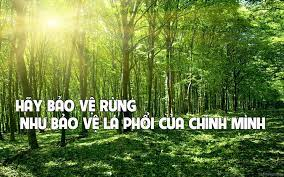 HÃY BẢO VỆ RỪNG
NHƯ BẢO VỆ LÁ PHỔI CỦA CHÍNH MÌNH